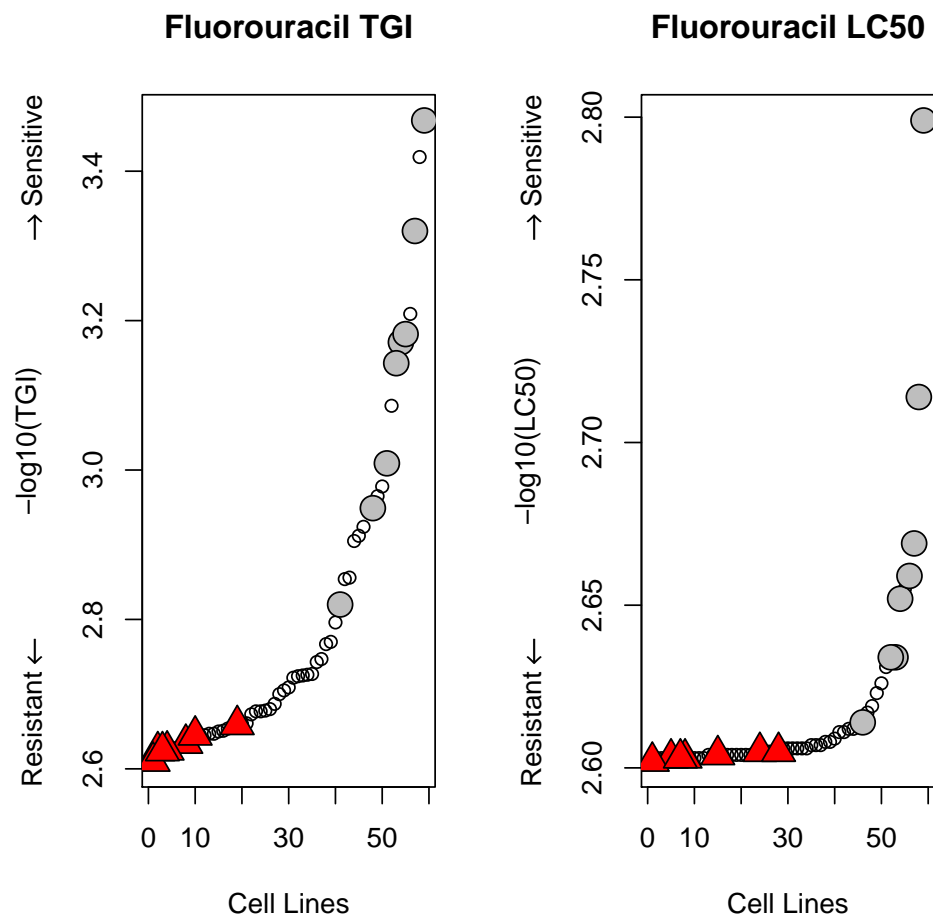 Fluorouracil TGI
Resistant ← −log10(TGI) → Sensitive
2.6 2.8 3.0 3.2 3.4
0 10 30 50
Cell Lines
Fluorouracil LC50
Resistant ← −log10(LC50) → Sensitive
2.60 2.65 2.70 2.75 2.80
0 10 30 50
Cell Lines